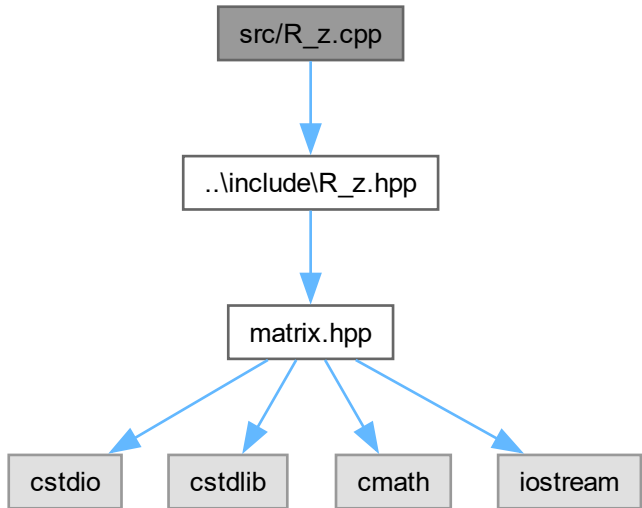 src/R_z.cpp
..\include\R_z.hpp
matrix.hpp
cstdio
cstdlib
cmath
iostream